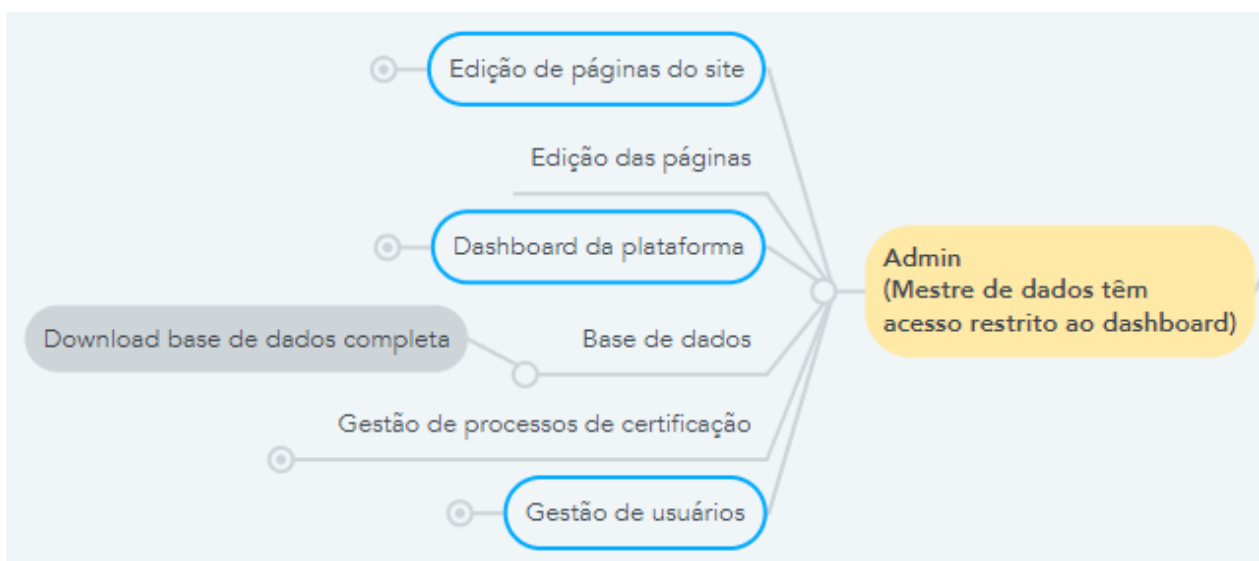 Edição de páginas do site
Edição das páginas
Dashboard da plataforma
Admin
(Mestre de dados têm
acesso restrito ao dashboard)
Download base de dados completa
Base de dados
Gestão de processos de certificação
Gestão de usuários